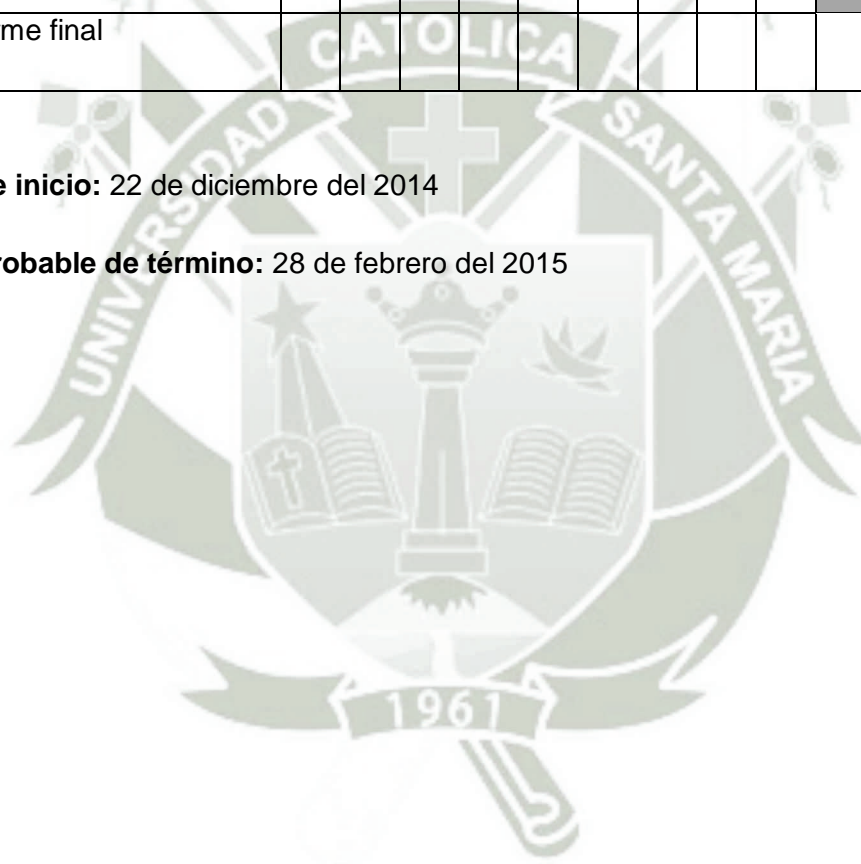 rme final
e inicio: 22 de diciembre del 2014
robable de término: 28 de febrero del 2015
UNIVERSIDAD CATOLICA SANTA MARIA
1961